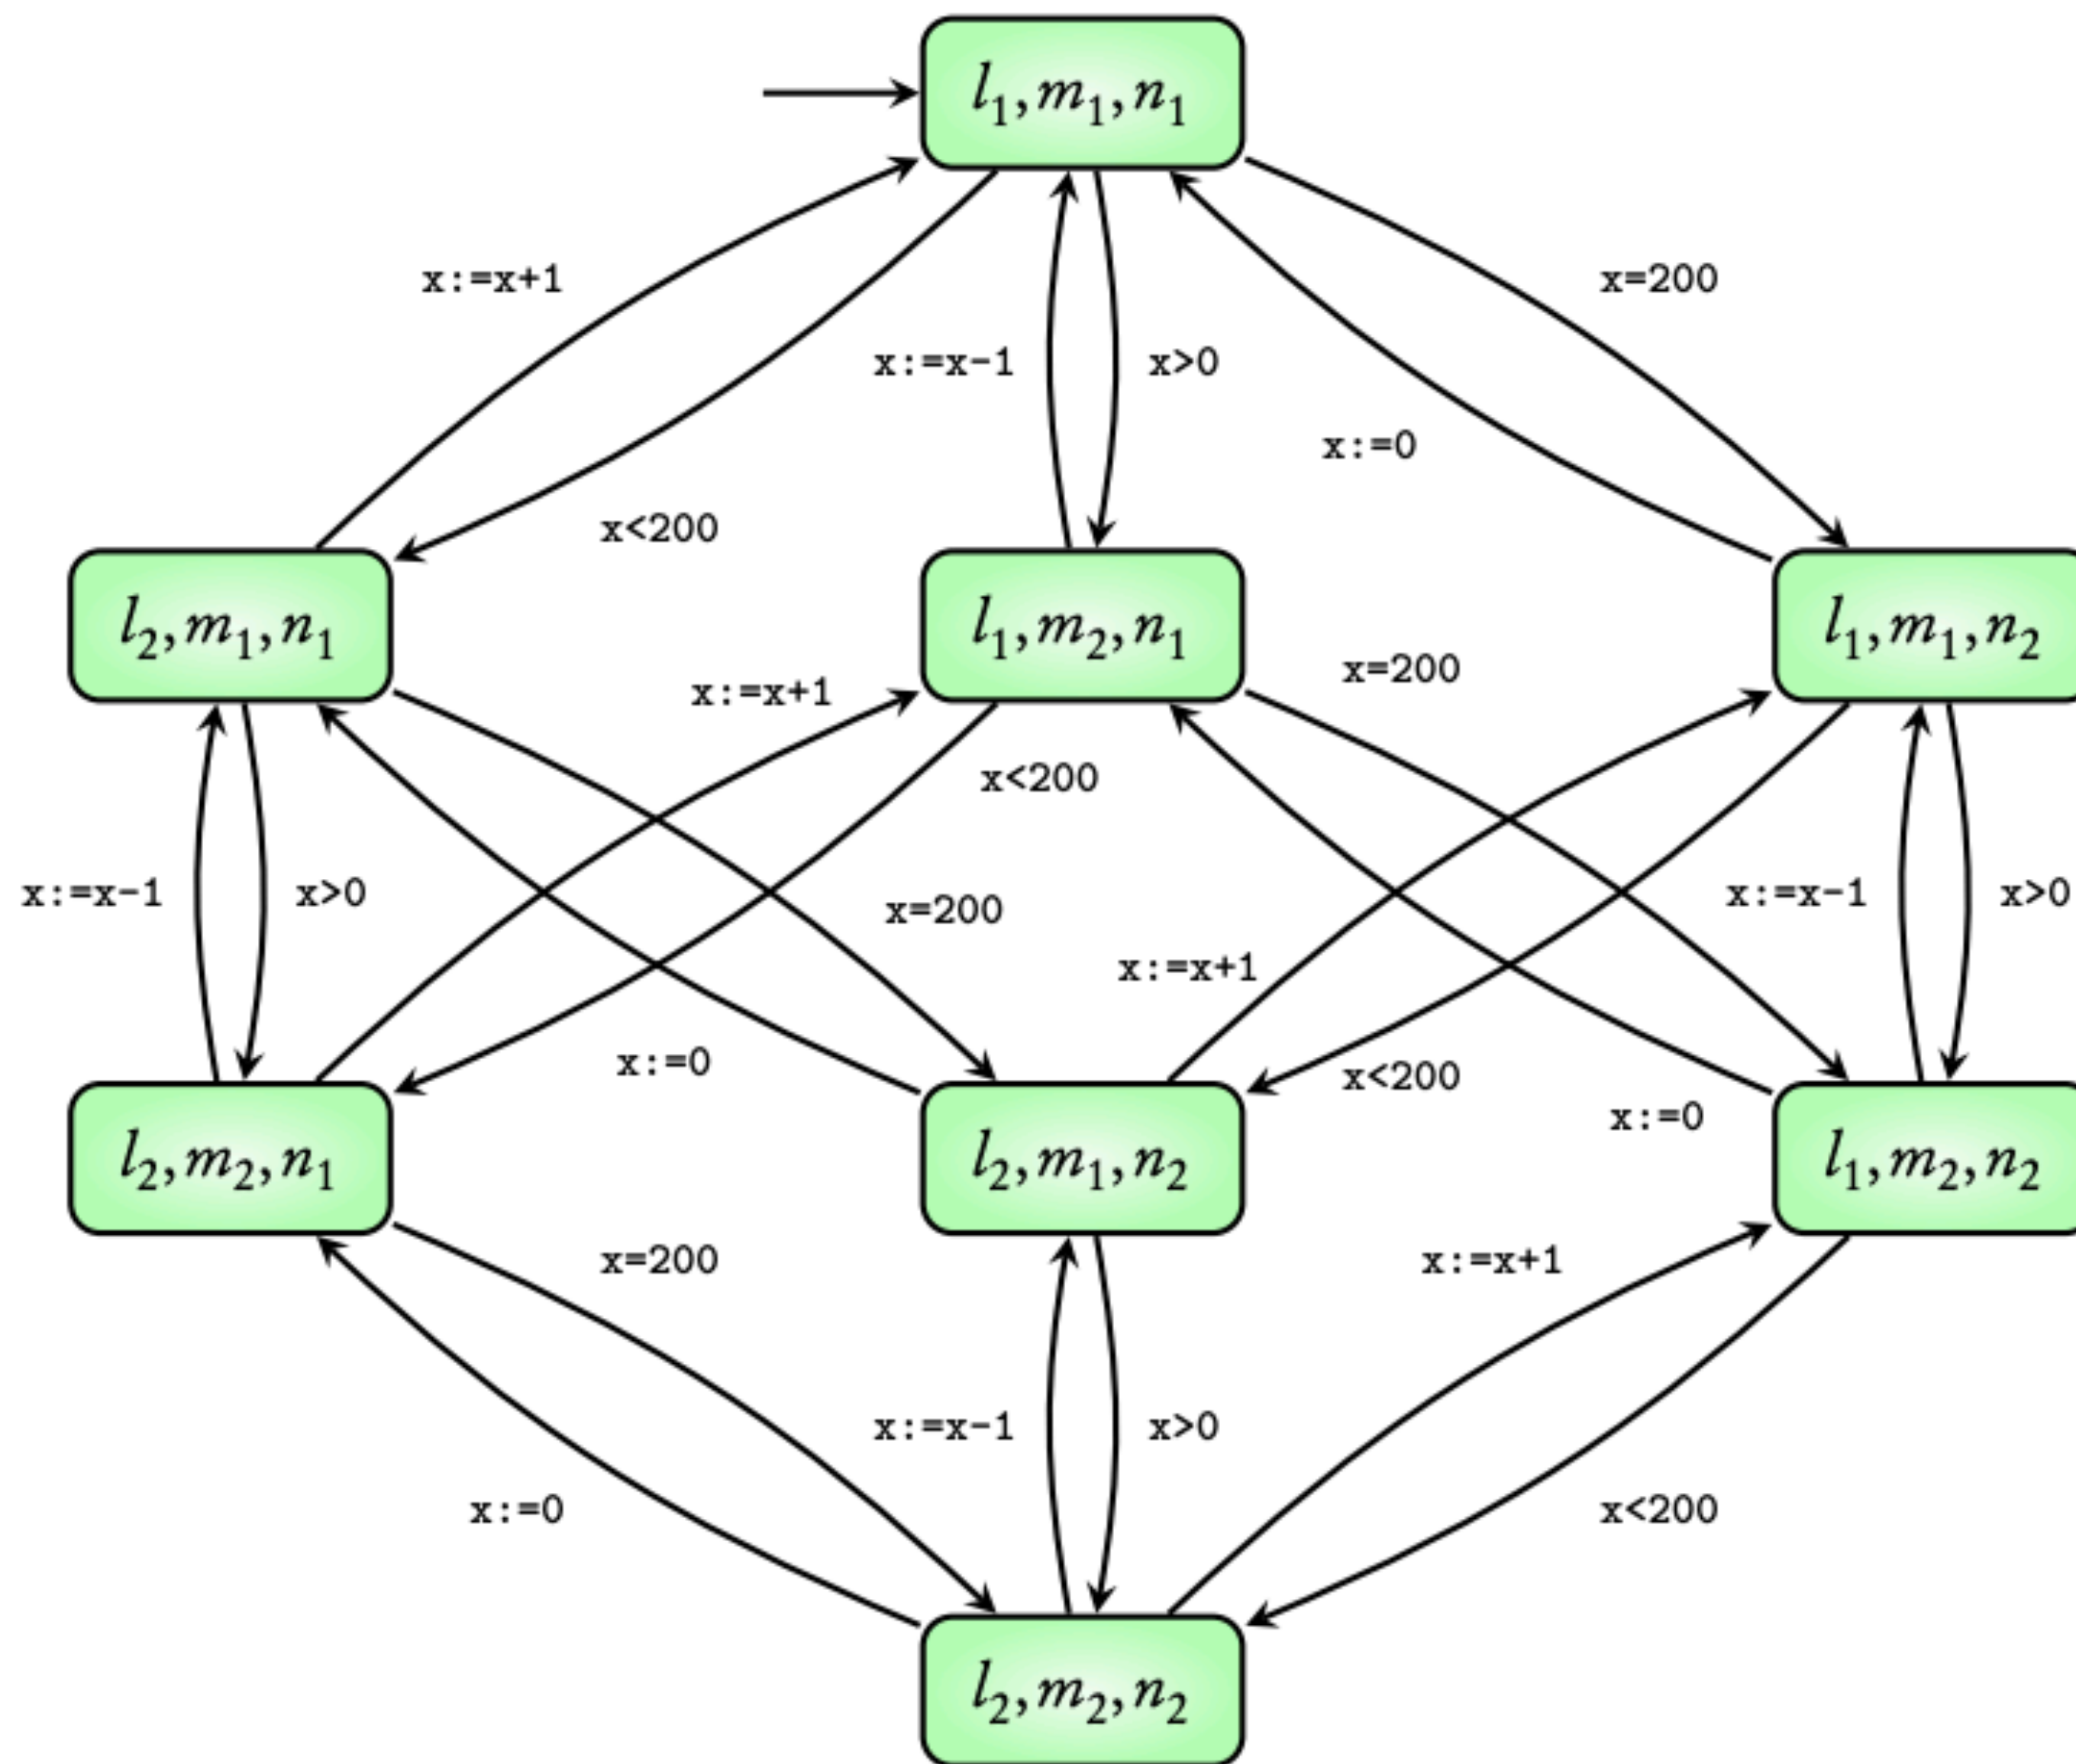 l₁,m₁,n₁
x:=x+1
x=200
x:=x-1
x>0
x:=0
x<200
l₂,m₁,n₁
l₁,m₂,n₁
l₁,m₁,n₂
x=200
x:=x+1
x<200
x:=x-1
x>0
x=200
x:=x-1
x>0
x:=x+1
x:=0
x<200
x:=0
l₂,m₂,n₁
l₂,m₁,n₂
l₁,m₂,n₂
x=200
x:=x+1
x:=x-1
x>0
x:=0
x<200
l₂,m₂,n₂